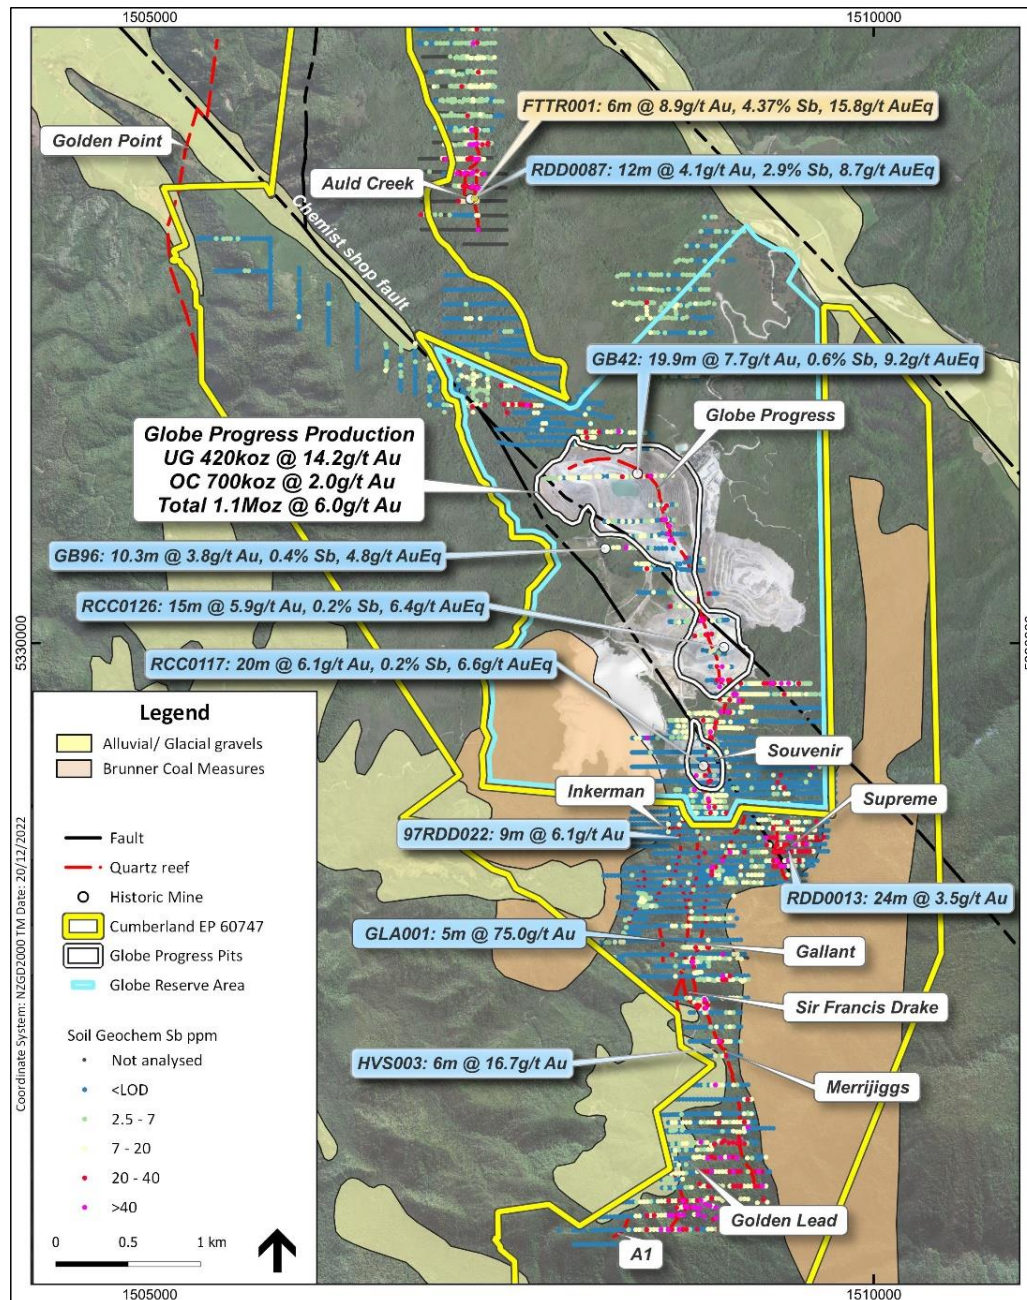 1505000
1510000
FTTR001: 6m @ 8.9g/t Au, 4.37% Sb, 15.8g/t AuEq
Golden Point
RDD0087: 12m @ 4.1g/t Au, 2.9% Sb, 8.7g/t AuEq
Auld Creek
Chemist shop fault
GB42: 19.9m @ 7.7g/t Au, 0.6% Sb, 9.2g/t AuEq
Globe Progress
Globe Progress Production
UG 420koz @ 14.2g/t Au
OC 700koz @ 2.0g/t Au
Total 1.1Moz @ 6.0g/t Au
GB96: 10.3m @ 3.8g/t Au, 0.4% Sb, 4.8g/t AuEq
RCC0126: 15m @ 5.9g/t Au, 0.2% Sb, 6.4g/t AuEq
5330000
5330000
RCC0117: 20m @ 6.1g/t Au, 0.2% Sb, 6.6g/t AuEq
Souvenir
Inkerman
Supreme
97RDD022: 9m @ 6.1g/t Au
RDD0013: 24m @ 3.5g/t Au
GLA001: 5m @ 75.0g/t Au
Gallant
Sir Francis Drake
HVS003: 6m @ 16.7g/t Au
Merrijiggs
Golden Lead
A1
Legend
Alluvial/ Glacial gravels
Brunner Coal Measures
Fault
Quartz reef
Historic Mine
Cumberland EP 60747
Globe Progress Pits
Globe Reserve Area
Soil Geochem Sb ppm
Not analysed
<LOD
2.5 - 7
7 - 20
20 - 40
>40
0 0.5 1 km
Coordinate System: NZGD2000 TM Date: 20/12/2022
1505000
1510000